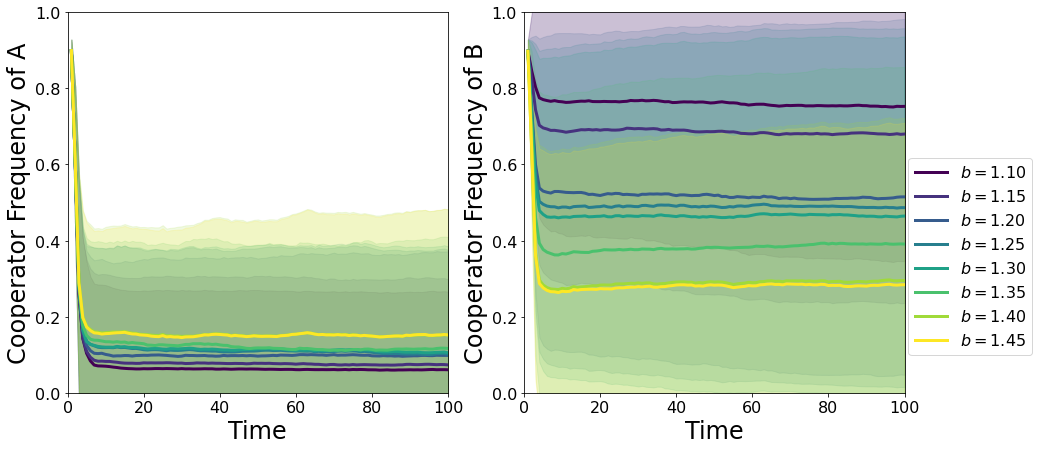 Cooperator Frequency of A
1.0
0.8
0.6
0.4
0.2
0.0
0 20 40 60 80 100
Time
Cooperator Frequency of B
1.0
0.8
0.6
0.4
0.2
0.0
0 20 40 60 80 100
Time
b = 1.10
b = 1.15
b = 1.20
b = 1.25
b = 1.30
b = 1.35
b = 1.40
b = 1.45